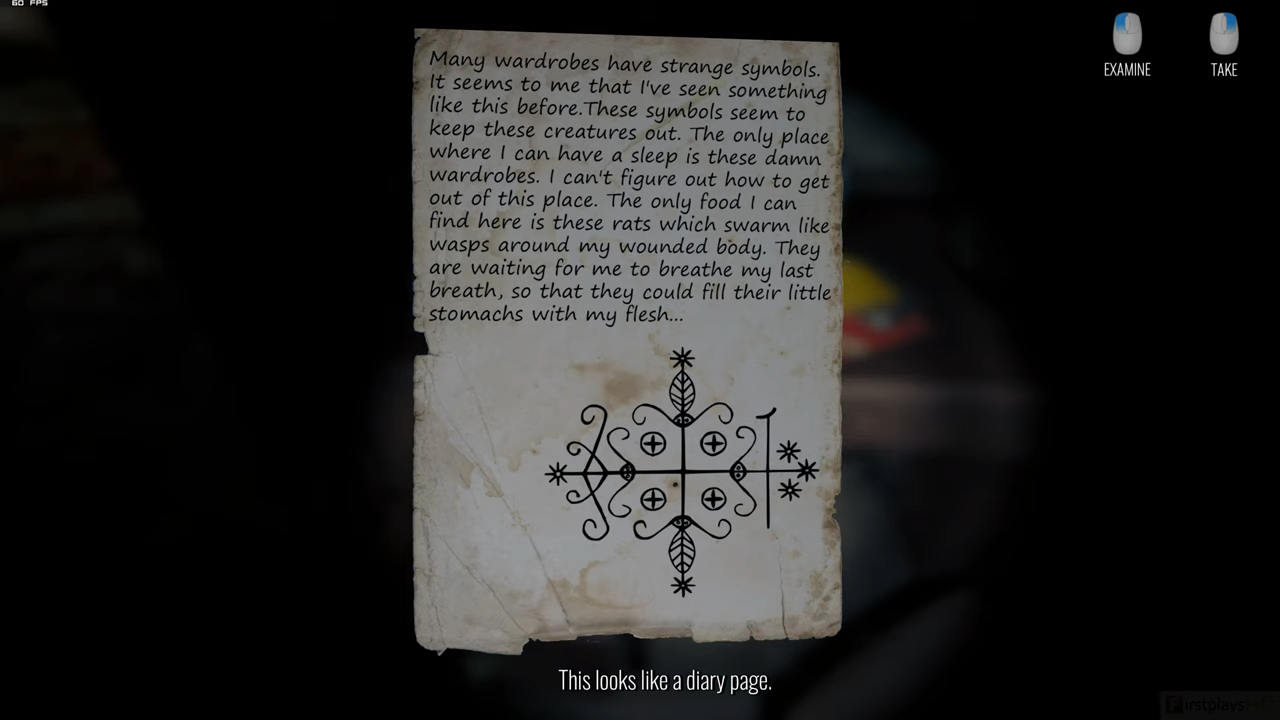 60 FPS
EXAMINE
TAKE
Many wardrobes have strange symbols.
It seems to me that I've seen something
like this before.These symbols seem to
keep these creatures out. The only place
where I can have a sleep is these damn
wardrobes. I can't figure out how to get
out of this place. The only food I can
find here is these rats which swarm like
wasps around my wounded body. They
are waiting for me to breathe my last
breath, so that they could fill their little
stomachs with my flesh...
This looks like a diary page.